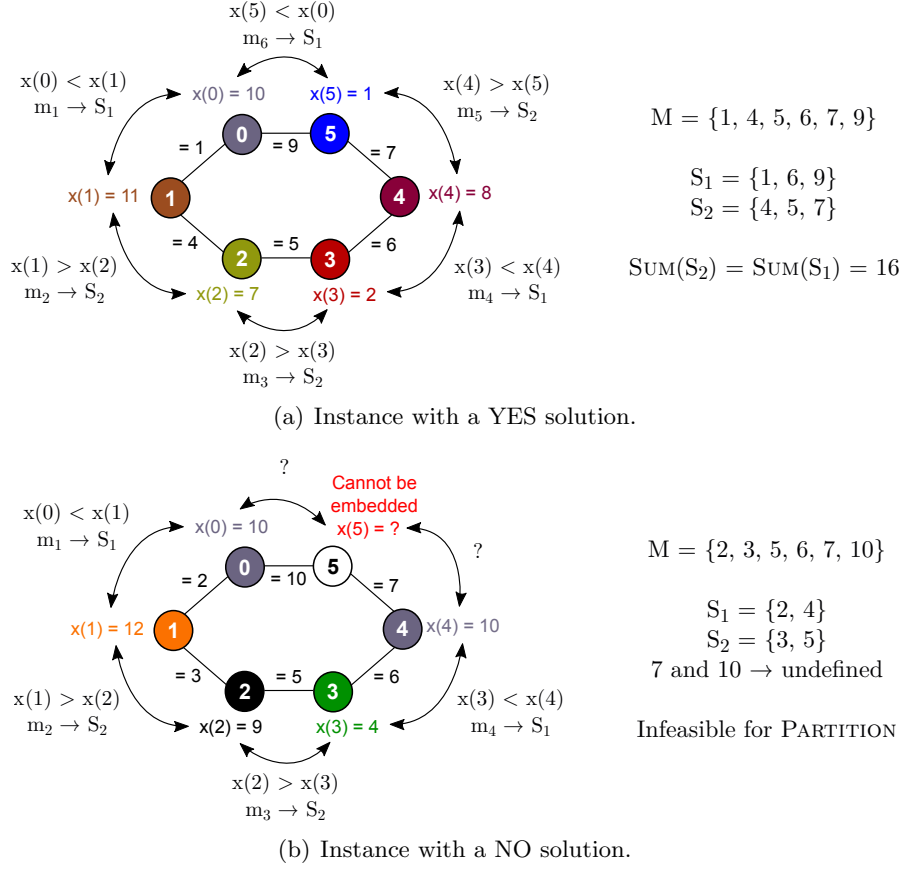 x(5) < x(0)
m₆ → S₁
x(0) < x(1)
m₁ → S₁
x(0) = 10
x(5) = 1
x(4) > x(5)
m₅ → S₂
0
5
= 1
= 9
= 7
x(1) = 11
1
4
x(4) = 8
= 4
= 5
= 6
2
3
x(1) > x(2)
m₂ → S₂
x(2) = 7
x(3) = 2
x(3) < x(4)
m₄ → S₁
x(2) > x(3)
m₃ → S₂
M = {1, 4, 5, 6, 7, 9}
S₁ = {1, 6, 9}
S₂ = {4, 5, 7}
SUM(S₂) = SUM(S₁) = 16
(a) Instance with a YES solution.
?
Cannot be
embedded
x(5) = ?
x(0) < x(1)
m₁ → S₁
x(0) = 10
?
0
5
= 2
= 10
= 7
x(1) = 12
1
4
x(4) = 10
= 3
= 5
= 6
2
3
x(1) > x(2)
m₂ → S₂
x(2) = 9
x(3) = 4
x(3) < x(4)
m₄ → S₁
x(2) > x(3)
m₃ → S₂
M = {2, 3, 5, 6, 7, 10}
S₁ = {2, 4}
S₂ = {3, 5}
7 and 10 → undefined
Infeasible for PARTITION
(b) Instance with a NO solution.